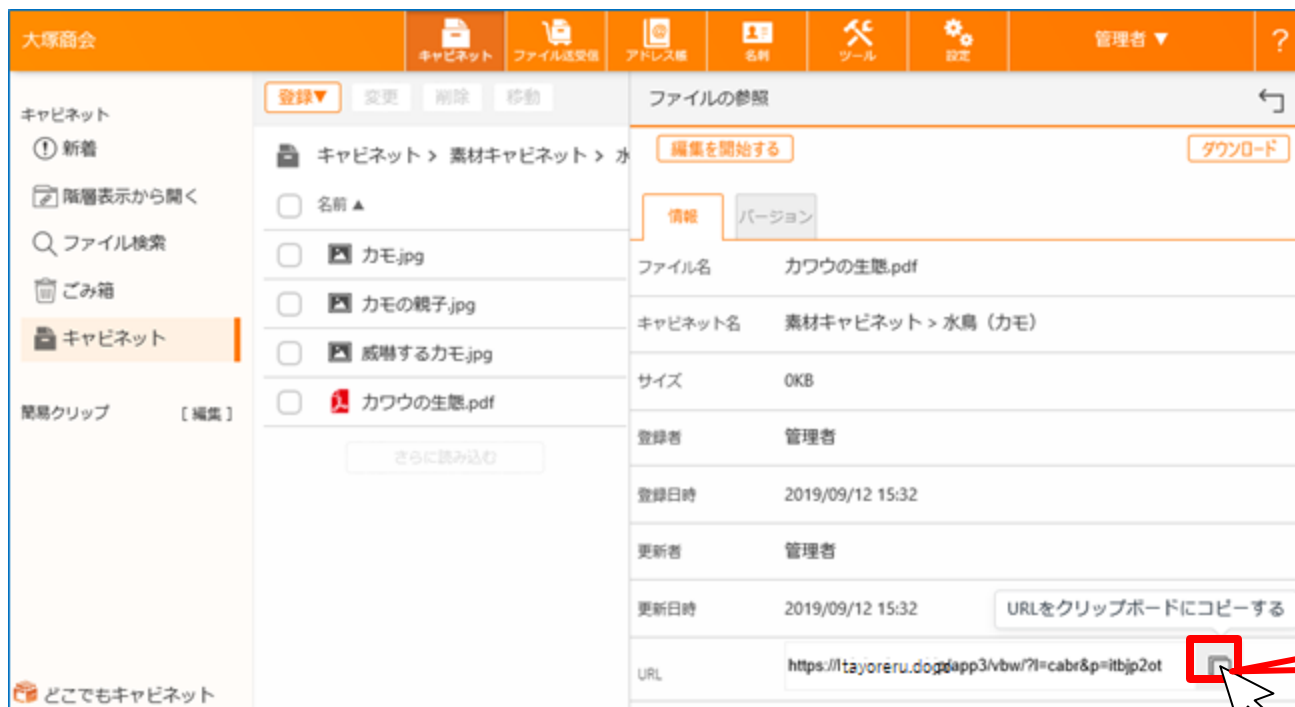 大塚商会
キャビネット
ファイル送受信
アドレス帳
名刺
ツール
設定
管理者 ▼
?
キャビネット
新着
階層表示から開く
ファイル検索
ごみ箱
キャビネット
簡易クリップ [ 編集 ]
どこでもキャビネット
登録▼ 変更 削除 移動
キャビネット > 素材キャビネット > 水
名前 ▲
カモ.jpg
カモの親子.jpg
威嚇するカモ.jpg
カワウの生態.pdf
さらに読み込む
ファイルの参照
編集を開始する ダウンロード
情報 バージョン
ファイル名 カワウの生態.pdf
キャビネット名 素材キャビネット > 水鳥（カモ）
サイズ 0KB
登録者 管理者
登録日時 2019/09/12 15:32
更新者 管理者
更新日時 2019/09/12 15:32
URLをクリップボードにコピーする
URL